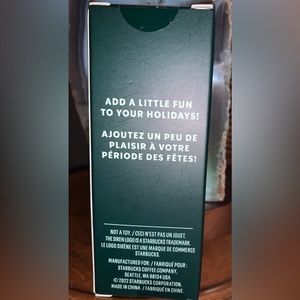 ADD A LITTLE FUN
TO YOUR HOLIDAYS!
AJOUTEZ UN PEU DE
PLAISIR À VOTRE
PÉRIODE DES FÊTES!
NOT A TOY. / CECI N'EST PAS UN JOUET.
THE SIREN LOGO IS A STARBUCKS TRADEMARK.
LE LOGO SIRÈNE EST UN MARQUE DE COMMERCE
STARBUCKS.
MANUFACTURED FOR: / FABRIQUÉ POUR:
STARBUCKS COFFEE COMPANY,
SEATTLE, WA 98134 USA
© 2022 STARBUCKS CORPORATION.
MADE IN CHINA. / FABRIQUÉ EN CHINE.